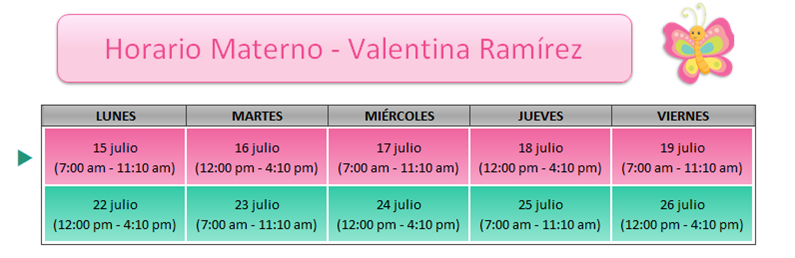 Horario Materno - Valentina Ramírez
LUNES MARTES MIÉRCOLES JUEVES VIERNES
15 julio 16 julio 17 julio 18 julio 19 julio
(7:00 am - 11:10 am) (12:00 pm - 4:10 pm) (7:00 am - 11:10 am) (12:00 pm - 4:10 pm) (7:00 am - 11:10 am)
22 julio 23 julio 24 julio 25 julio 26 julio
(12:00 pm - 4:10 pm) (7:00 am - 11:10 am) (12:00 pm - 4:10 pm) (7:00 am - 11:10 am) (12:00 pm - 4:10 pm)